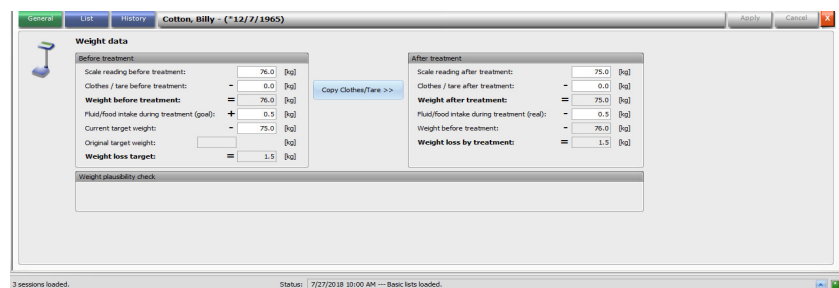 General List History Cotton, Billy - (*12/7/1965) Apply Cancel X
Weight data
Before treatment
Scale reading before treatment: 76.0 [kg]
Clothes / tare before treatment: - 0.0 [kg]
Weight before treatment: = 76.0 [kg]
Fluid/food intake during treatment (goal): + 0.5 [kg]
Current target weight: - 75.0 [kg]
Original target weight: [kg]
Weight loss target: = 1.5 [kg]
Copy Clothes/Tare >>
After treatment
Scale reading after treatment: 75.0 [kg]
Clothes / tare after treatment: - 0.0 [kg]
Weight after treatment: = 75.0 [kg]
Fluid/food intake during treatment (real): - 0.5 [kg]
Weight before treatment: - 76.0 [kg]
Weight loss by treatment: = 1.5 [kg]
Weight plausibility check
3 sessions loaded. Status: 7/27/2018 10:00 AM --- Basic lists loaded.